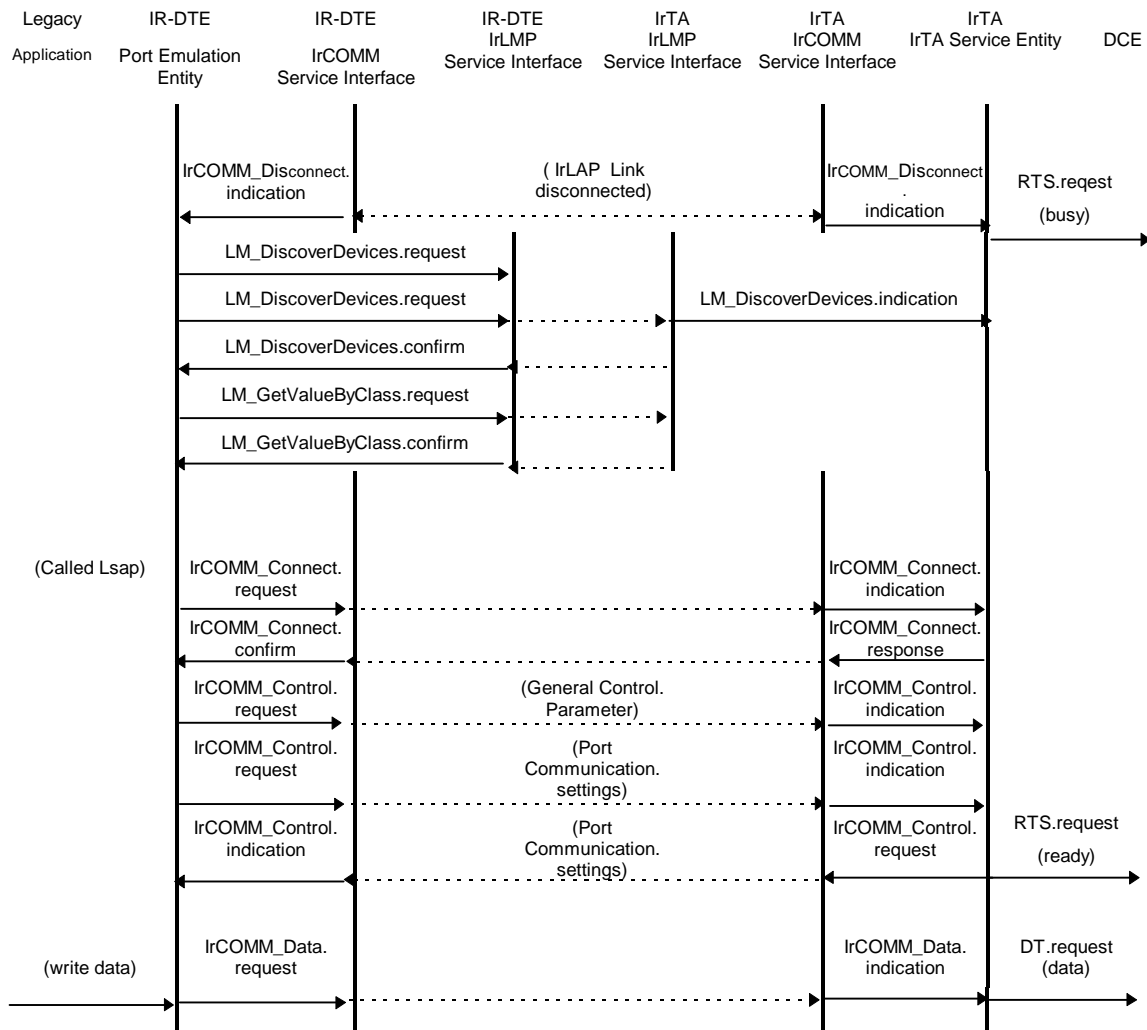 Legacy
Application
IR-DTE
Port Emulation
Entity
IR-DTE
IrCOMM
Service Interface
IR-DTE
IrLMP
Service Interface
IrTA
IrLMP
Service Interface
IrTA
IrCOMM
Service Interface
IrTA
IrTA Service Entity
DCE
IrCOMM_Disconnect.
indication
( IrLAP Link
disconnected)
IrCOMM_Disconnect
.
indication
RTS.reqest
(busy)
LM_DiscoverDevices.request
LM_DiscoverDevices.request
LM_DiscoverDevices.indication
LM_DiscoverDevices.confirm
LM_GetValueByClass.request
LM_GetValueByClass.confirm
(Called Lsap)
IrCOMM_Connect.
request
IrCOMM_Connect.
indication
IrCOMM_Connect.
confirm
IrCOMM_Connect.
response
IrCOMM_Control.
request
(General Control.
Parameter)
IrCOMM_Control.
indication
IrCOMM_Control.
request
(Port
Communication.
settings)
IrCOMM_Control.
indication
IrCOMM_Control.
indication
(Port
Communication.
settings)
IrCOMM_Control.
request
RTS.request
(ready)
(write data)
IrCOMM_Data.
request
IrCOMM_Data.
indication
DT.request
(data)